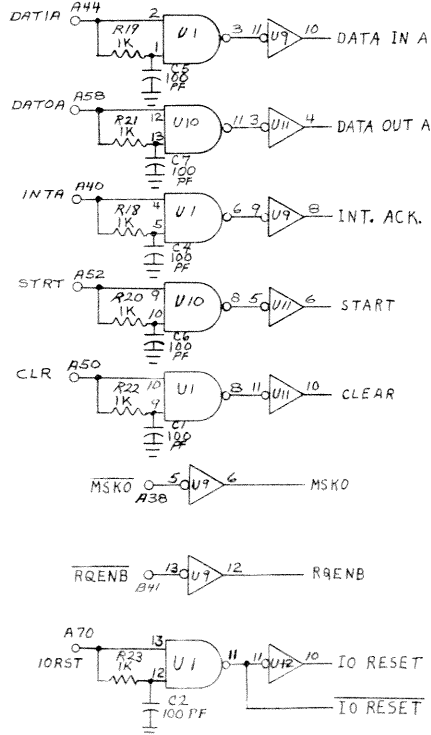 DATIA A44 2 U1 3 11 U9 10 DATA IN A
R19 1K 1
C5 100 PF
DATOA A58 12 U10 11 3 U11 4 DATA OUT A
R21 1K 13
C7 100 PF
INTA A40 4 U1 6 9 U9 8 INT. ACK.
R18 1K 5
C4 100 PF
STRT A52 9 U10 8 5 U11 6 START
R20 1K 10
C6 100 PF
CLR A50 10 U1 8 11 U11 10 CLEAR
R22 1K 9
C1 100 PF
MSKO A38 5 U9 6 MSKO
RQENB B41 13 U9 12 RQENB
A70 IORST 13 U1 11 11 U12 10 IO RESET
R23 1K 12
C2 100 PF
IO RESET